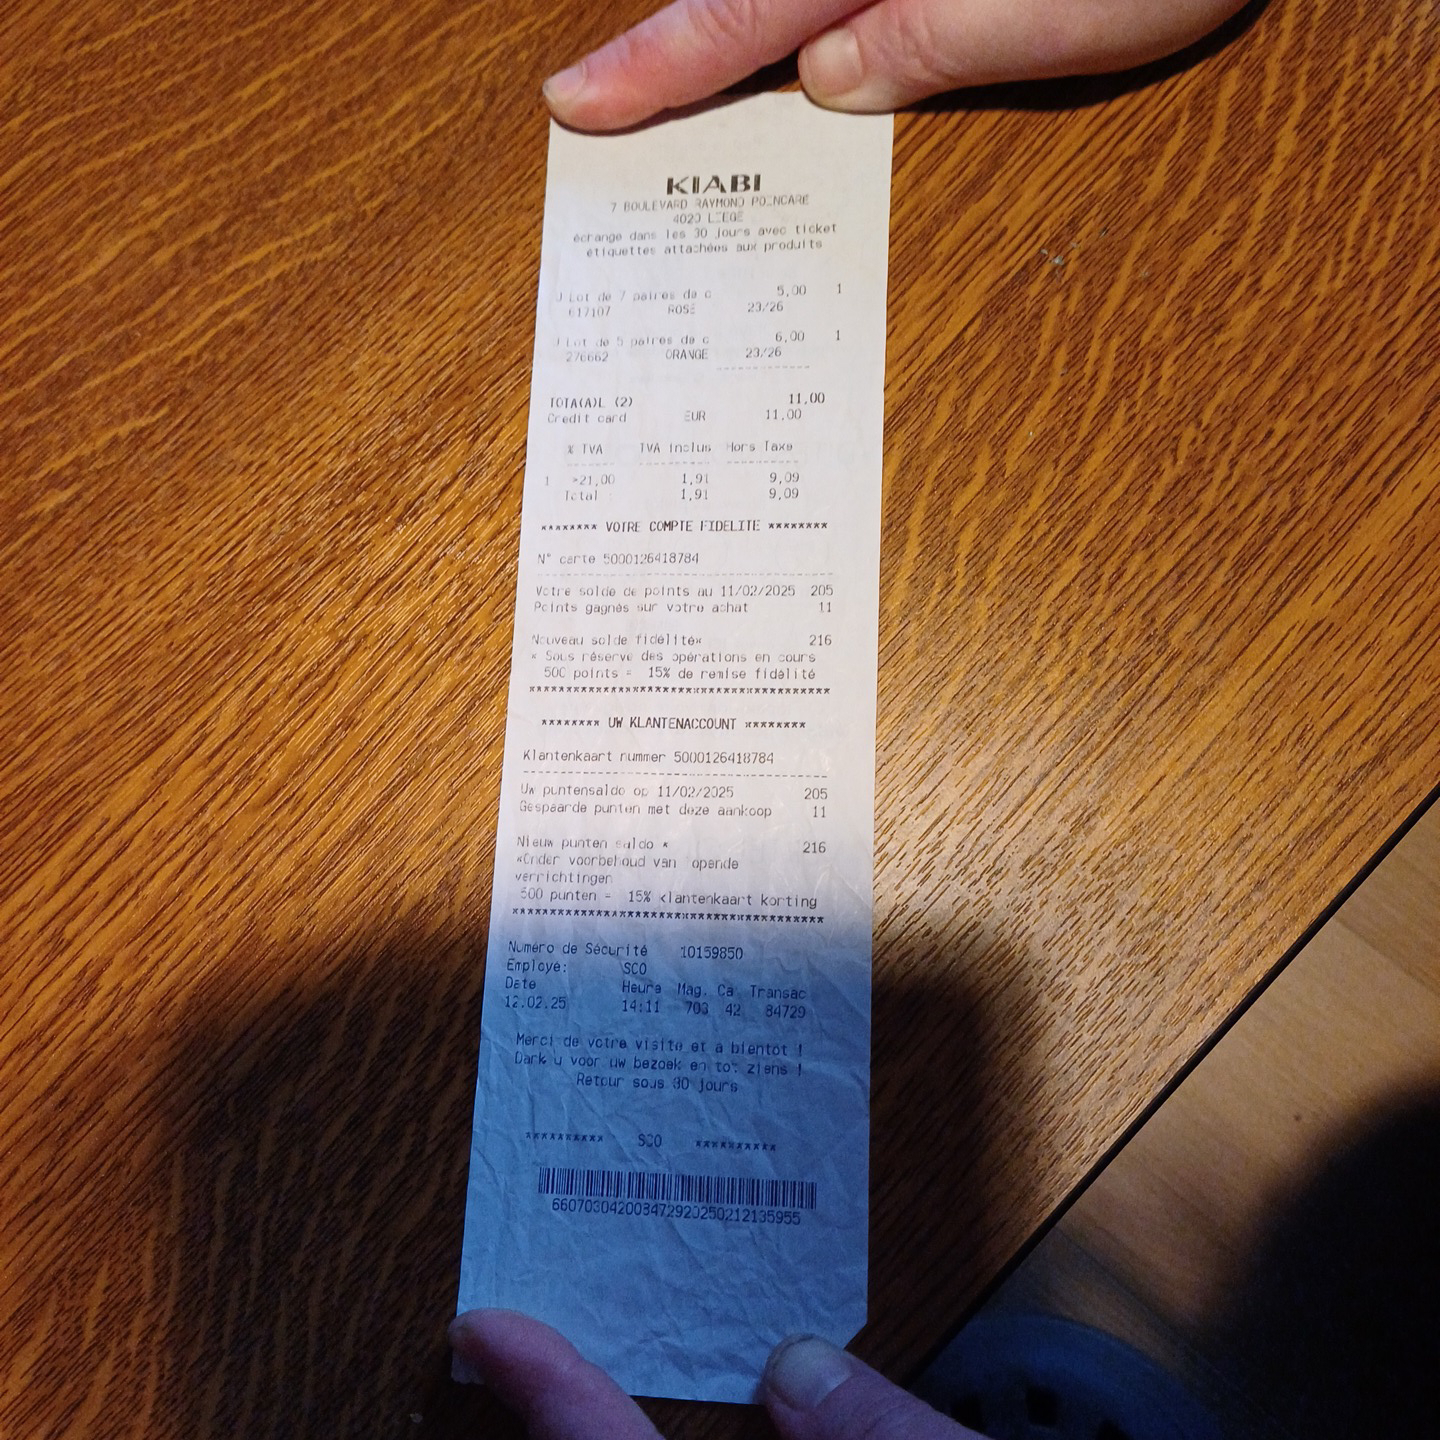 KIABI
7 BOULEVARD RAYMOND POINCARE
4020 LIEGE
échange dans les 30 jours avec ticket
étiquettes attachées aux produits
J Lot de 7 paires de c 5,00 1
617107 ROSE 23/26
J Lot de 5 paires de c 6,00 1
276662 ORANGE 23/26
TOTA(A)L (2) 11,00
Credit card EUR 11,00
% TVA TVA Inclus Hors Taxe
1 >21,00 1,91 9,09
Total : 1,91 9,09
******** VOTRE COMPTE FIDELITE ********
N° carte 5000126418784
Votre solde de points au 11/02/2025 205
Points gagnés sur votre achat 11
Nouveau solde fidélité* 216
* Sous réserve des opérations en cours
500 points = 15% de remise fidélité
******** UW KLANTENACCOUNT ********
Klantenkaart nummer 5000126418784
Uw puntensaldo op 11/02/2025 205
Gespaarde punten met deze aankoop 11
Nieuw punten saldo * 216
*Onder voorbehoud van lopende
verrichtingen
500 punten = 15% klantenkaart korting
Numéro de Sécurité 10159850
Employé: SCO
Date Heure Mag. Ca Transac
12.02.25 14:11 703 42 84729
Merci de votre visite et a bientot !
Dank u voor uw bezoek en tot ziens !
Retour sous 30 jours
********** SCO **********
660703042008472920250212135955